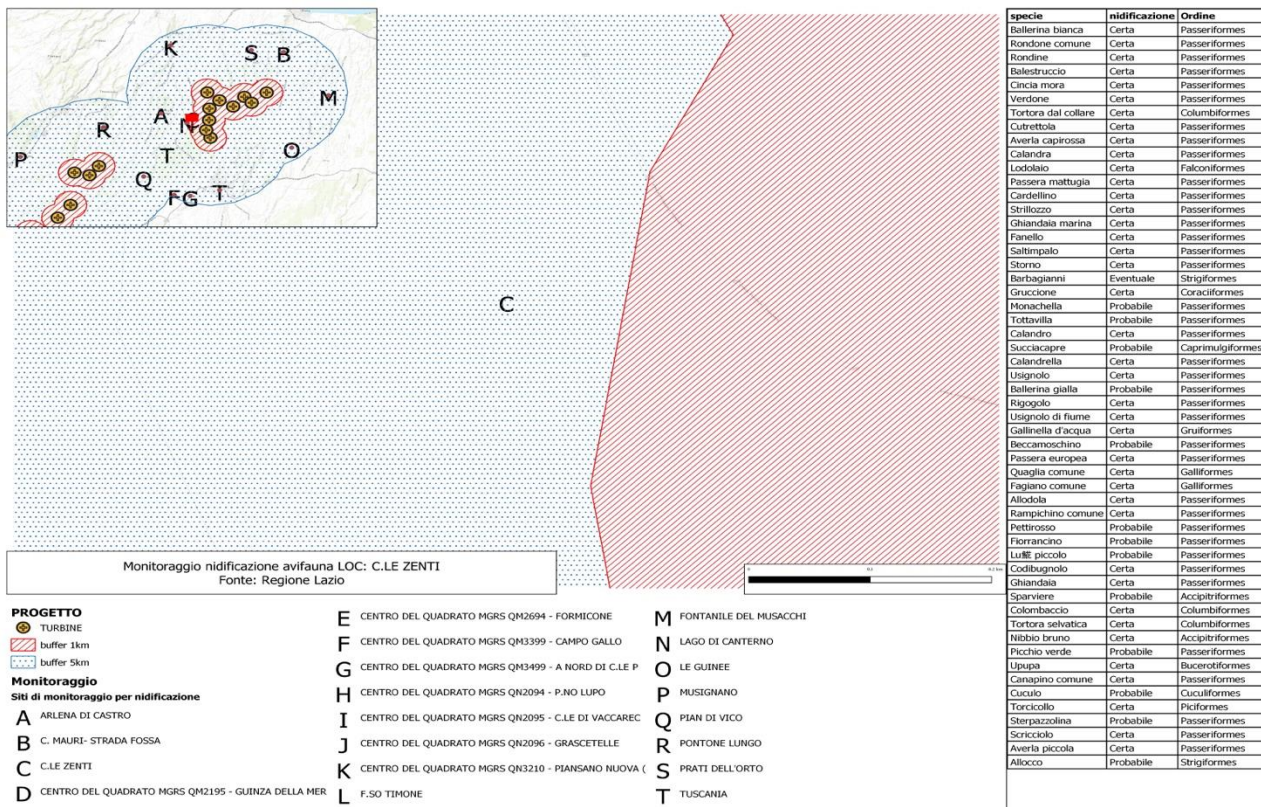 K
S
B
M
A
N
R
T
O
P
Q
F
G
T
C
Monitoraggio nidificazione avifauna LOC: C.LE ZENTI
Fonte: Regione Lazio
PROGETTO
TURBINE
buffer 1km
buffer 5km
Monitoraggio
Siti di monitoraggio per nidificazione
A ARLENA DI CASTRO
B C. MAURI- STRADA FOSSA
C C.LE ZENTI
D CENTRO DEL QUADRATO MGRS QM2195 - GUINZA DELLA MER
E CENTRO DEL QUADRATO MGRS QM2694 - FORMICONE
F CENTRO DEL QUADRATO MGRS QM3399 - CAMPO GALLO
G CENTRO DEL QUADRATO MGRS QM3499 - A NORD DI C.LE P
H CENTRO DEL QUADRATO MGRS QN2094 - P.NO LUPO
I CENTRO DEL QUADRATO MGRS QN2095 - C.LE DI VACCAREC
J CENTRO DEL QUADRATO MGRS QN2096 - GRASCETELLE
K CENTRO DEL QUADRATO MGRS QN3210 - PIANSANO NUOVA (
L F.SO TIMONE
M FONTANILE DEL MUSACCHI
N LAGO DI CANTERNO
O LE GUINEE
P MUSIGNANO
Q PIAN DI VICO
R PONTONE LUNGO
S PRATI DELL'ORTO
T TUSCANIA
specie nidificazione Ordine
Ballerina bianca Certa Passeriformes
Rondone comune Certa Passeriformes
Rondine Certa Passeriformes
Balestruccio Certa Passeriformes
Cincia mora Certa Passeriformes
Verdone Certa Passeriformes
Tortora dal collare Certa Columbiformes
Cutrettola Certa Passeriformes
Averla capirossa Certa Passeriformes
Calandra Certa Passeriformes
Lodolaio Certa Falconiformes
Passera mattugia Certa Passeriformes
Cardellino Certa Passeriformes
Strillozzo Certa Passeriformes
Ghiandaia marina Certa Passeriformes
Fanello Certa Passeriformes
Saltimpalo Certa Passeriformes
Storno Certa Passeriformes
Barbagianni Eventuale Strigiformes
Gruccione Certa Coraciiformes
Monachella Probabile Passeriformes
Tottavilla Probabile Passeriformes
Calandro Certa Passeriformes
Succiacapre Probabile Caprimulgiformes
Calandrella Certa Passeriformes
Usignolo Certa Passeriformes
Ballerina gialla Probabile Passeriformes
Rigogolo Certa Passeriformes
Usignolo di fiume Certa Passeriformes
Gallinella d'acqua Certa Gruiformes
Beccamoschino Probabile Passeriformes
Passera europea Certa Passeriformes
Quaglia comune Certa Galliformes
Fagiano comune Certa Galliformes
Allodola Certa Passeriformes
Rampichino comune Certa Passeriformes
Pettirosso Probabile Passeriformes
Fiorrancino Probabile Passeriformes
piccolo Probabile Passeriformes
Codibugnolo Certa Passeriformes
Ghiandaia Certa Passeriformes
Sparviere Probabile Accipitriformes
Colombaccio Certa Columbiformes
Tortora selvatica Certa Columbiformes
Nibbio bruno Certa Accipitriformes
Picchio verde Probabile Passeriformes
Upupa Certa Bucerotiformes
Canapino comune Certa Passeriformes
Cuculo Probabile Cuculiformes
Torcicollo Certa Piciformes
Sterpazzolina Probabile Passeriformes
Scricciolo Certa Passeriformes
Averla piccola Certa Passeriformes
Allocco Probabile Strigiformes